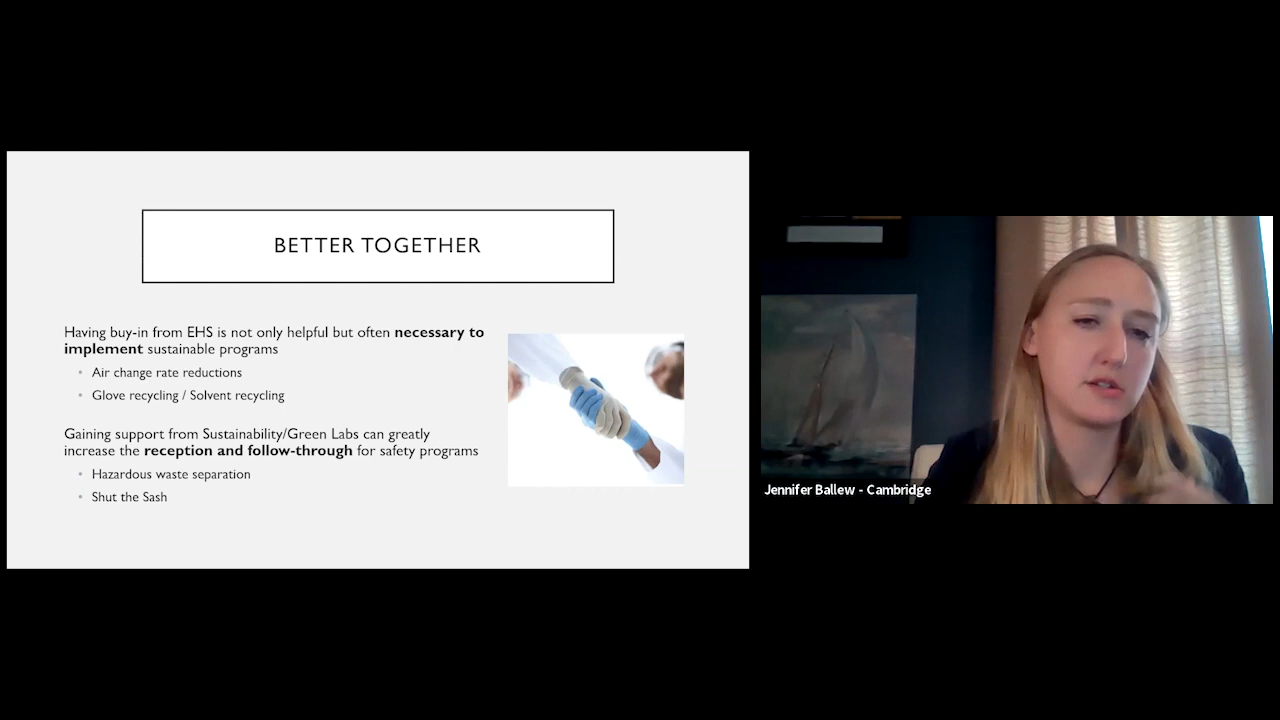 BETTER TOGETHER
Having buy-in from EHS is not only helpful but often necessary to
implement sustainable programs
• Air change rate reductions
• Glove recycling / Solvent recycling
Gaining support from Sustainability/Green Labs can greatly
increase the reception and follow-through for safety programs
• Hazardous waste separation
• Shut the Sash
Jennifer Ballew - Cambridge